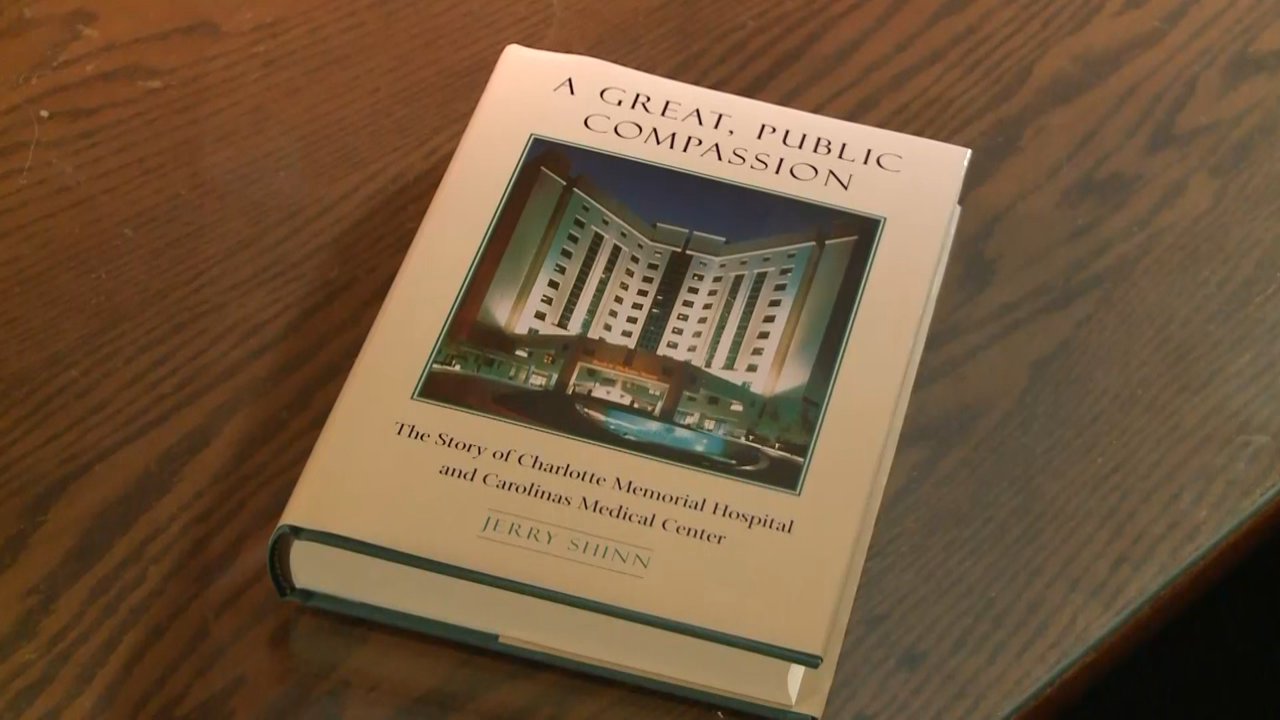 A GREAT, PUBLIC
COMPASSION
The Story of Charlotte Memorial Hospital
and Carolinas Medical Center
JERRY SHINN